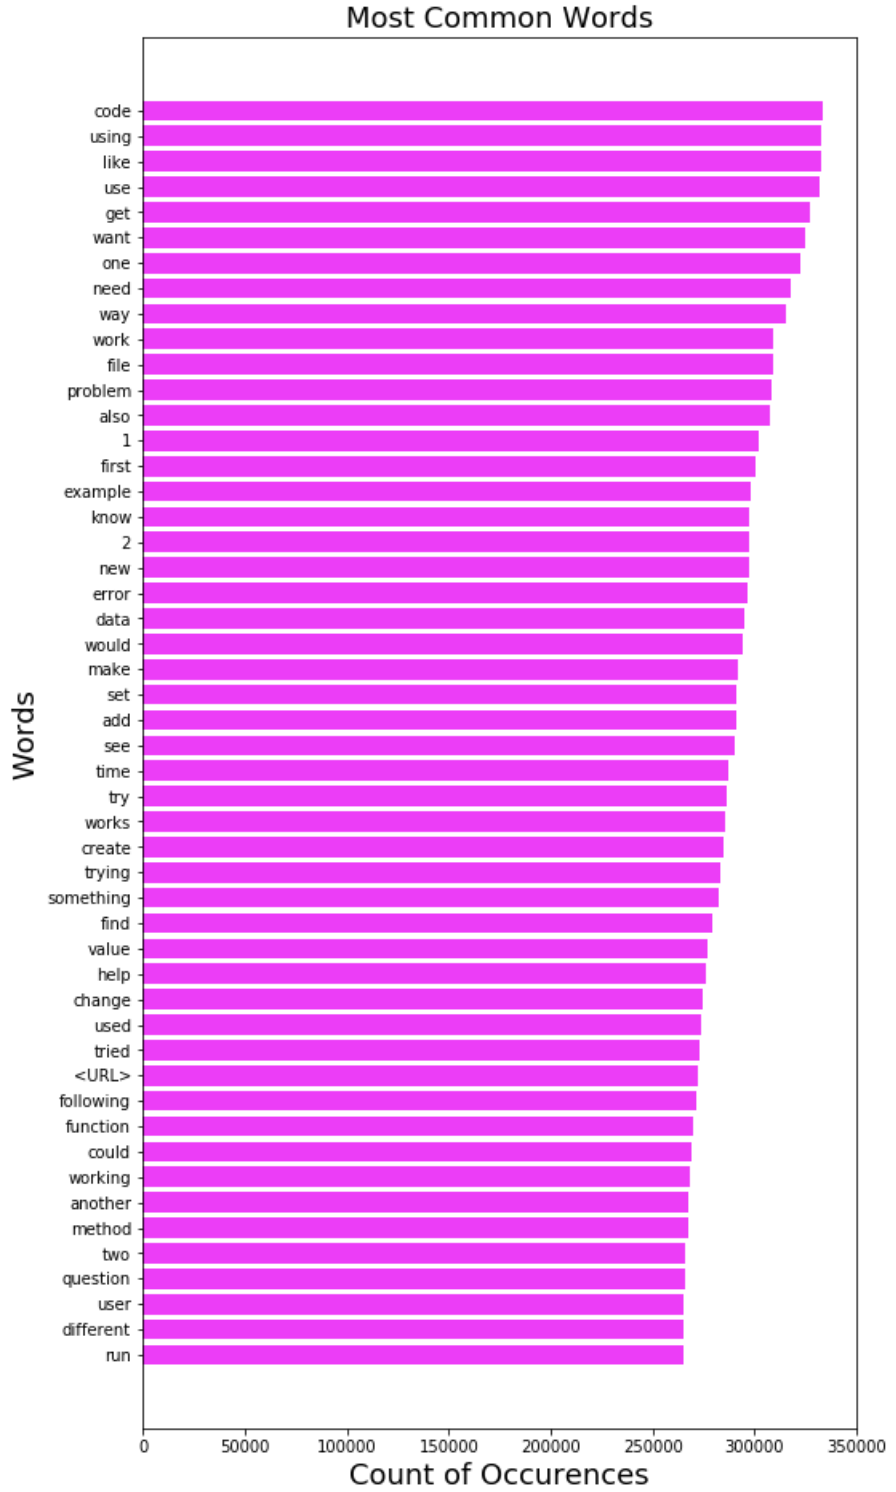 Most Common Words
code
using
like
use
get
want
one
need
way
work
file
problem
also
1
first
example
know
2
new
error
data
would
make
set
add
see
time
try
works
create
trying
something
find
value
help
change
used
tried
<URL>
following
function
could
working
another
method
two
question
user
different
run
Words
0 50000 100000 150000 200000 250000 300000 350000
Count of Occurences